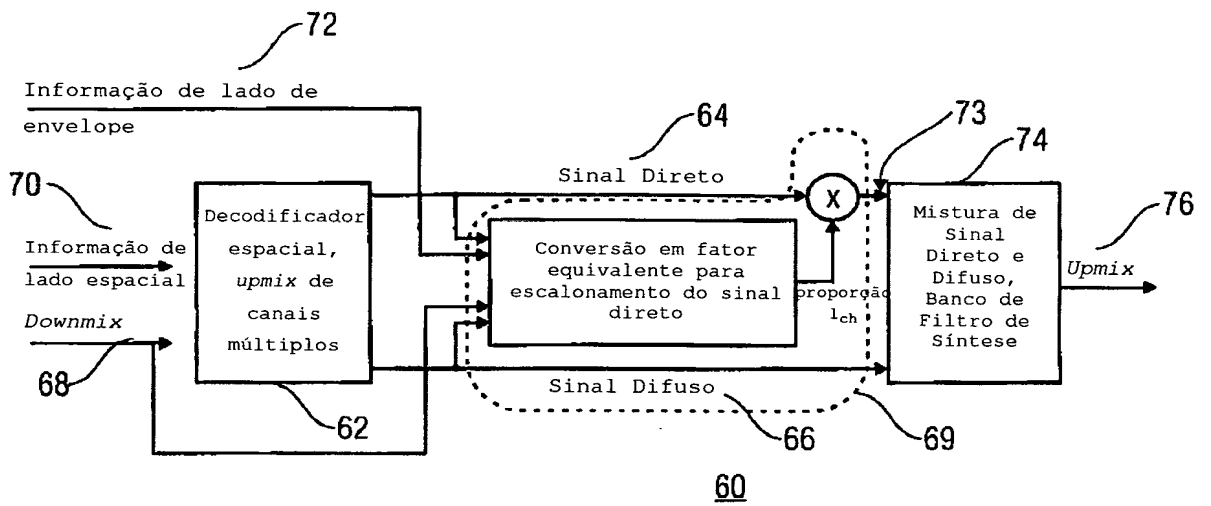 72
Informação de lado de
envelope
64
73
74
Sinal Direto
X
70
76
Decodificador
espacial,
upmix de
canais
múltiplos
Informação de
lado espacial
Conversão em fator
equivalente para
escalonamento do sinal
direto
proporção
l_ch
Mistura de
Sinal
Direto e
Difuso,
Banco de
Filtro de
Síntese
Upmix
Downmix
68
Sinal Difuso
62
66
69
60